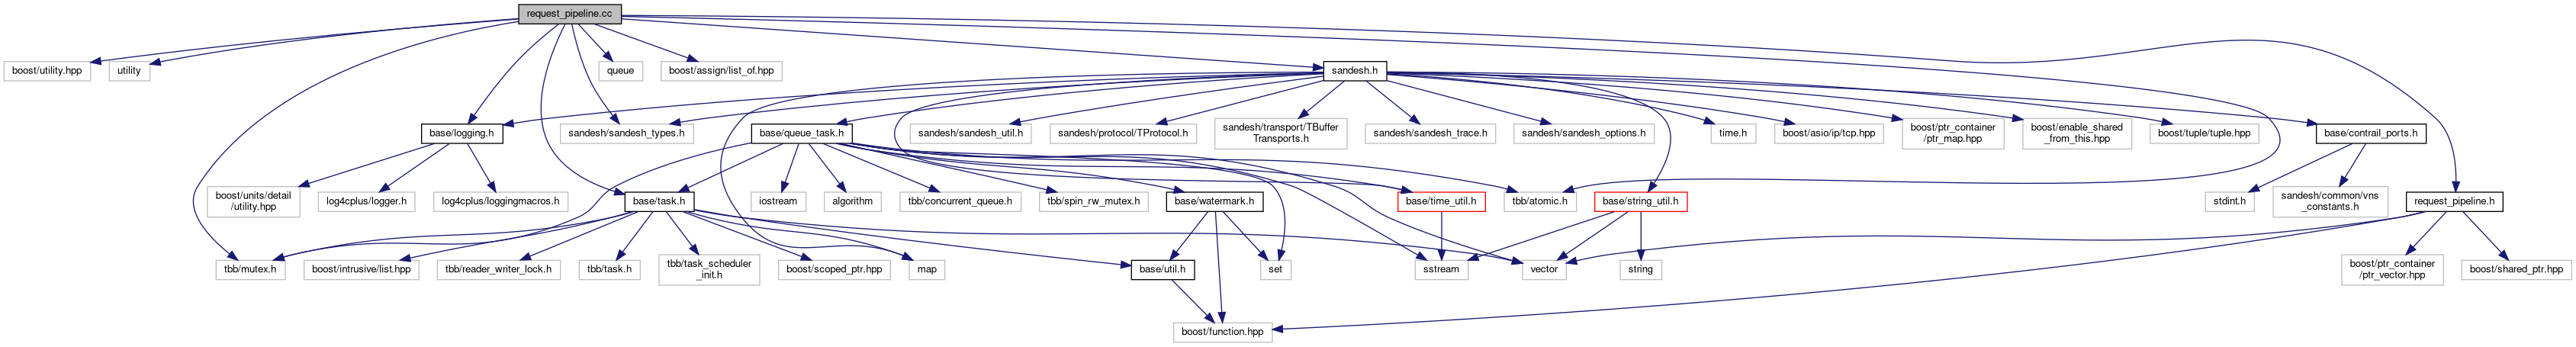 request_pipeline.cc
boost/utility.hpp
utility
queue
boost/assign/list_of.hpp
sandesh.h
base/logging.h
sandesh/sandesh_types.h
base/queue_task.h
sandesh/sandesh_util.h
sandesh/protocol/TProtocol.h
sandesh/transport/TBuffer
Transports.h
sandesh/sandesh_trace.h
sandesh/sandesh_options.h
time.h
boost/asio/ip/tcp.hpp
boost/ptr_container
/ptr_map.hpp
boost/enable_shared
_from_this.hpp
boost/tuple/tuple.hpp
base/contrail_ports.h
boost/units/detail
/utility.hpp
log4cplus/logger.h
log4cplus/loggingmacros.h
base/task.h
iostream
algorithm
tbb/concurrent_queue.h
tbb/spin_rw_mutex.h
base/watermark.h
base/time_util.h
tbb/atomic.h
base/string_util.h
stdint.h
sandesh/common/vns
_constants.h
request_pipeline.h
tbb/mutex.h
boost/intrusive/list.hpp
tbb/reader_writer_lock.h
tbb/task.h
tbb/task_scheduler
_init.h
boost/scoped_ptr.hpp
map
base/util.h
set
sstream
vector
string
boost/ptr_container
/ptr_vector.hpp
boost/shared_ptr.hpp
boost/function.hpp